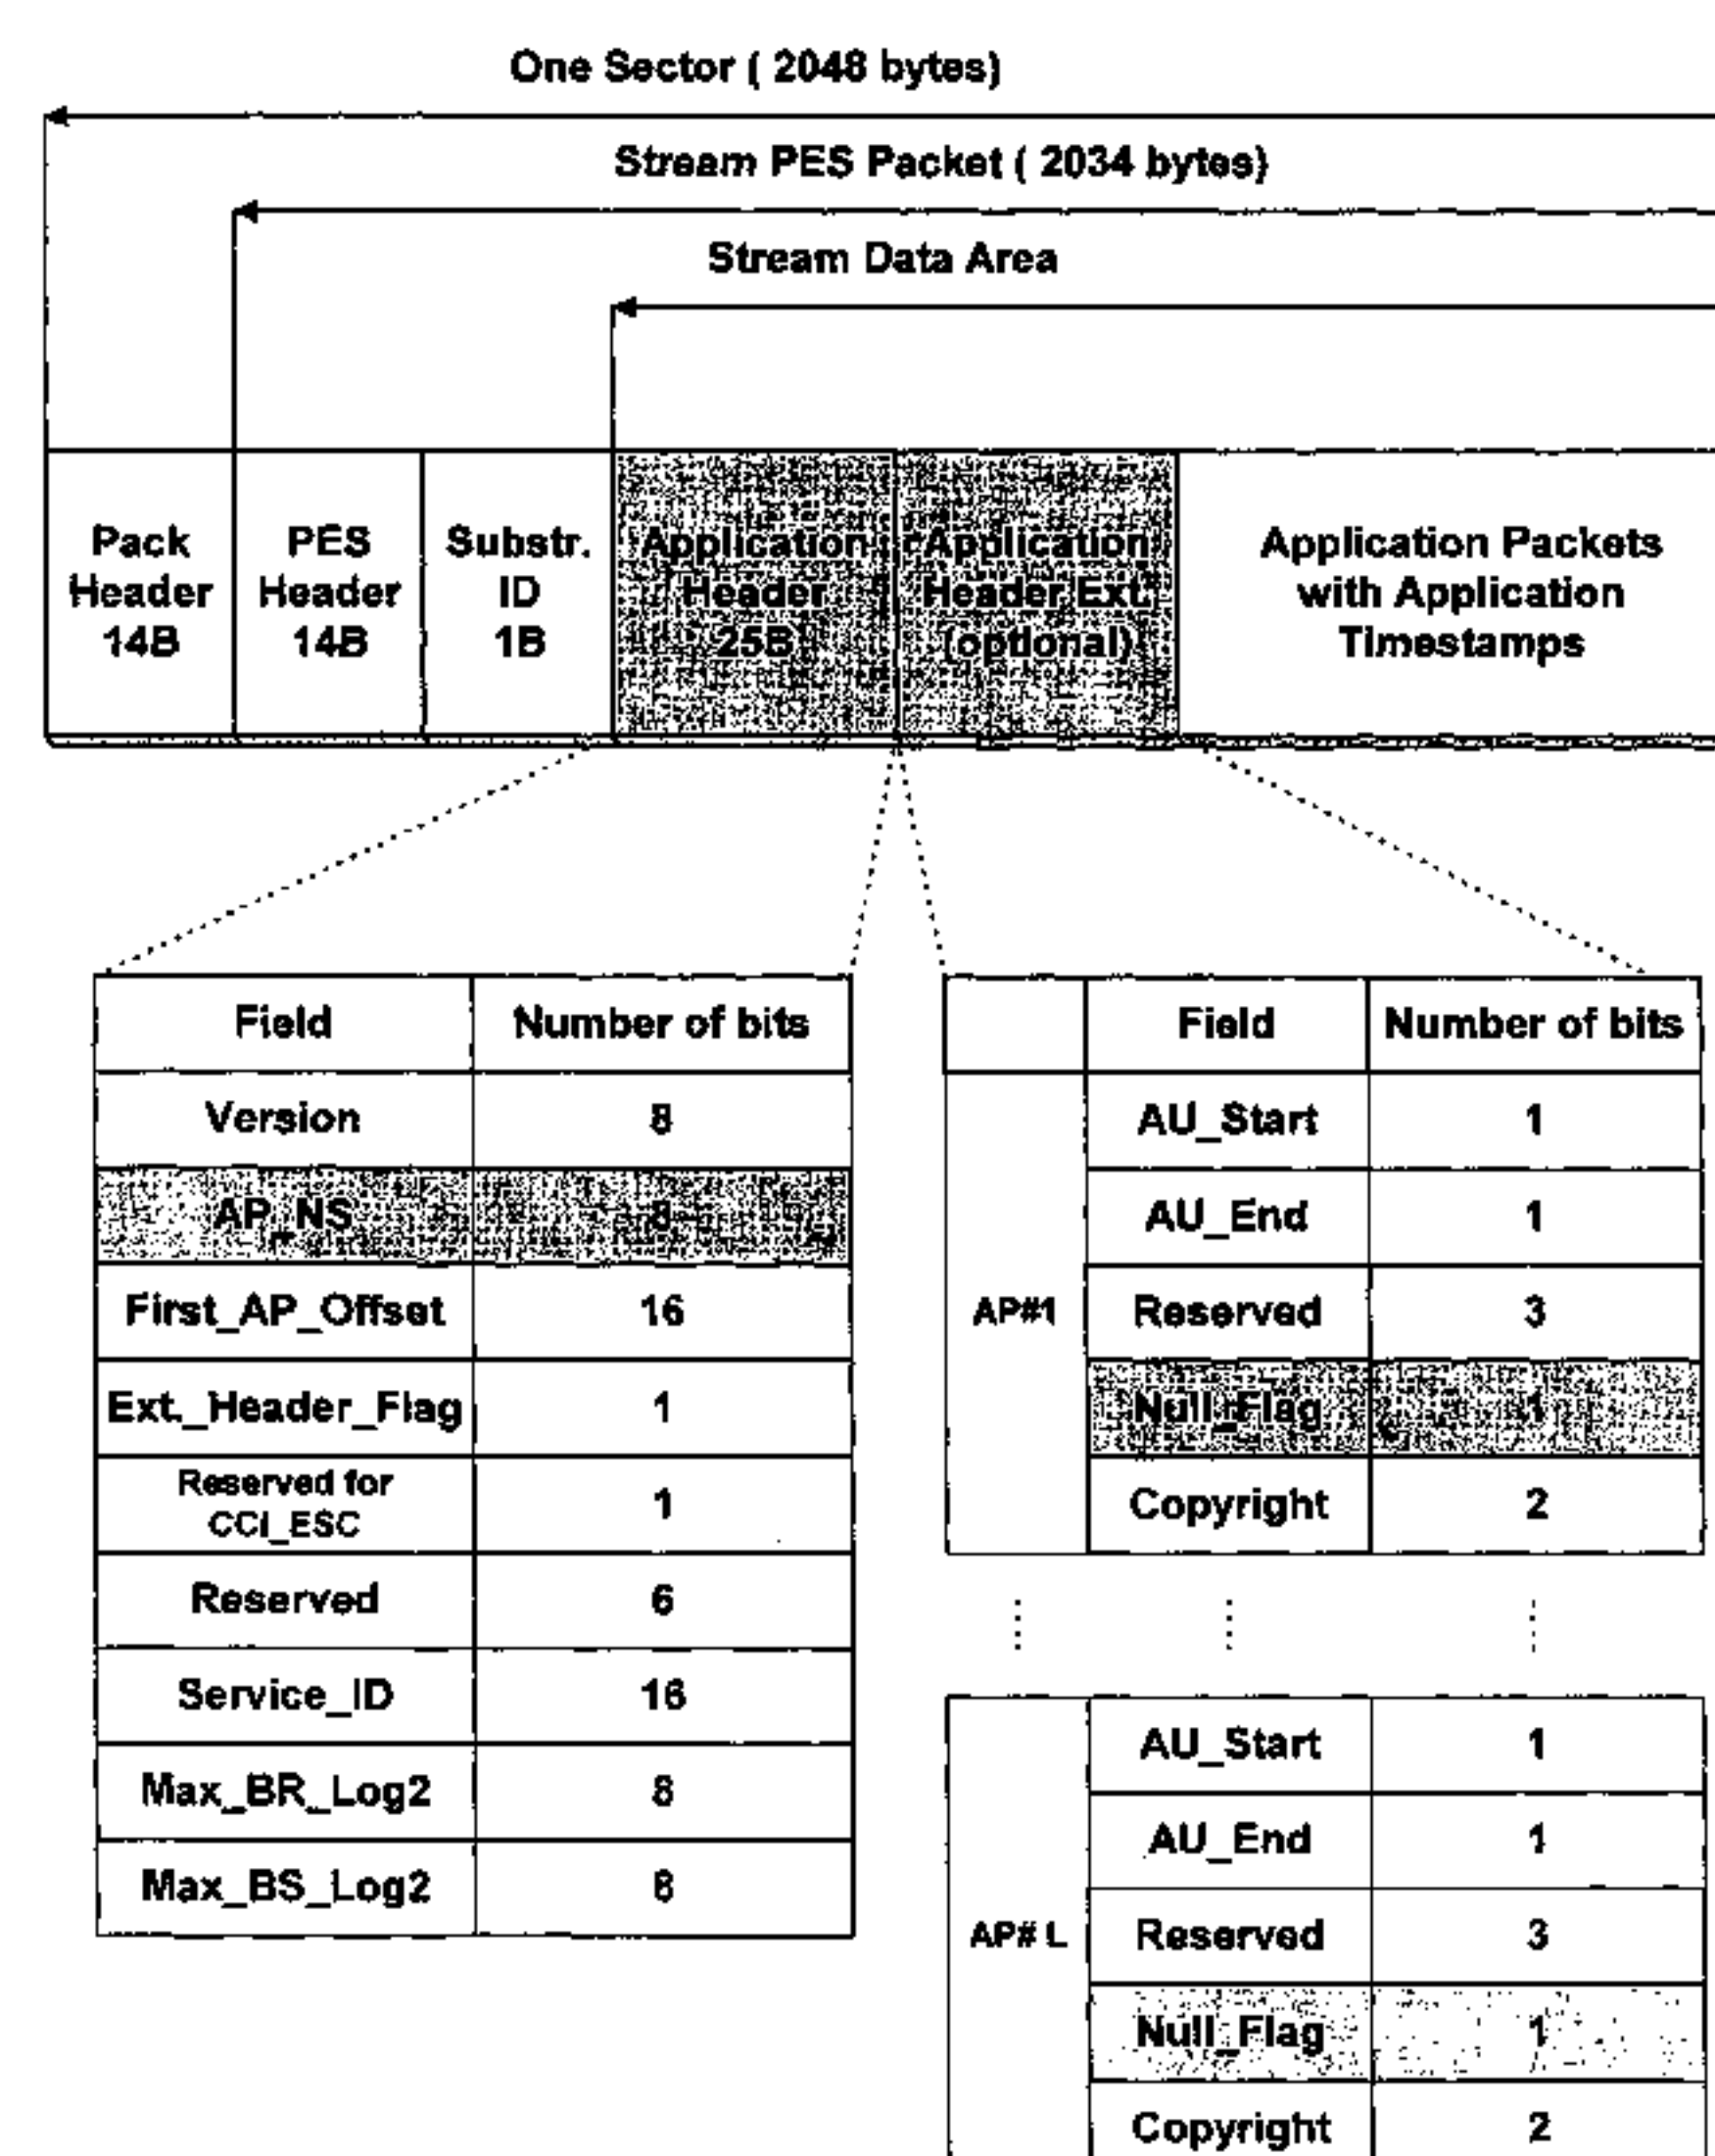 One Sector ( 2048 bytes)
Stream PES Packet ( 2034 bytes)
Stream Data Area
Pack Header 14B
PES Header 14B
Substr. ID 1B
Application Header 25B
Application Header Ext. (optional)
Application Packets with Application Timestamps
Field Number of bits
Version 8
AP_NS 8
First_AP_Offset 16
Ext._Header_Flag 1
Reserved for CCI_ESC 1
Reserved 6
Service_ID 16
Max_BR_Log2 8
Max_BS_Log2 8
Field Number of bits
AP#1
AU_Start 1
AU_End 1
Reserved 3
Null_Flag 1
Copyright 2
AP# L
AU_Start 1
AU_End 1
Reserved 3
Null_Flag 1
Copyright 2